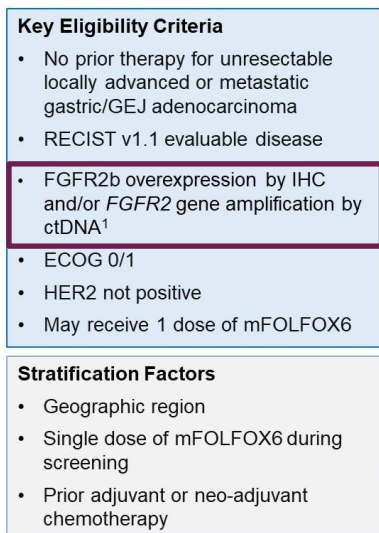 Key Eligibility Criteria
• No prior therapy for unresectable
locally advanced or metastatic
gastric/GEJ adenocarcinoma
• RECIST v1.1 evaluable disease
• FGFR2b overexpression by IHC
and/or FGFR2 gene amplification by
ctDNA¹
• ECOG 0/1
• HER2 not positive
• May receive 1 dose of mFOLFOX6
Stratification Factors
• Geographic region
• Single dose of mFOLFOX6 during
screening
• Prior adjuvant or neo-adjuvant
chemotherapy